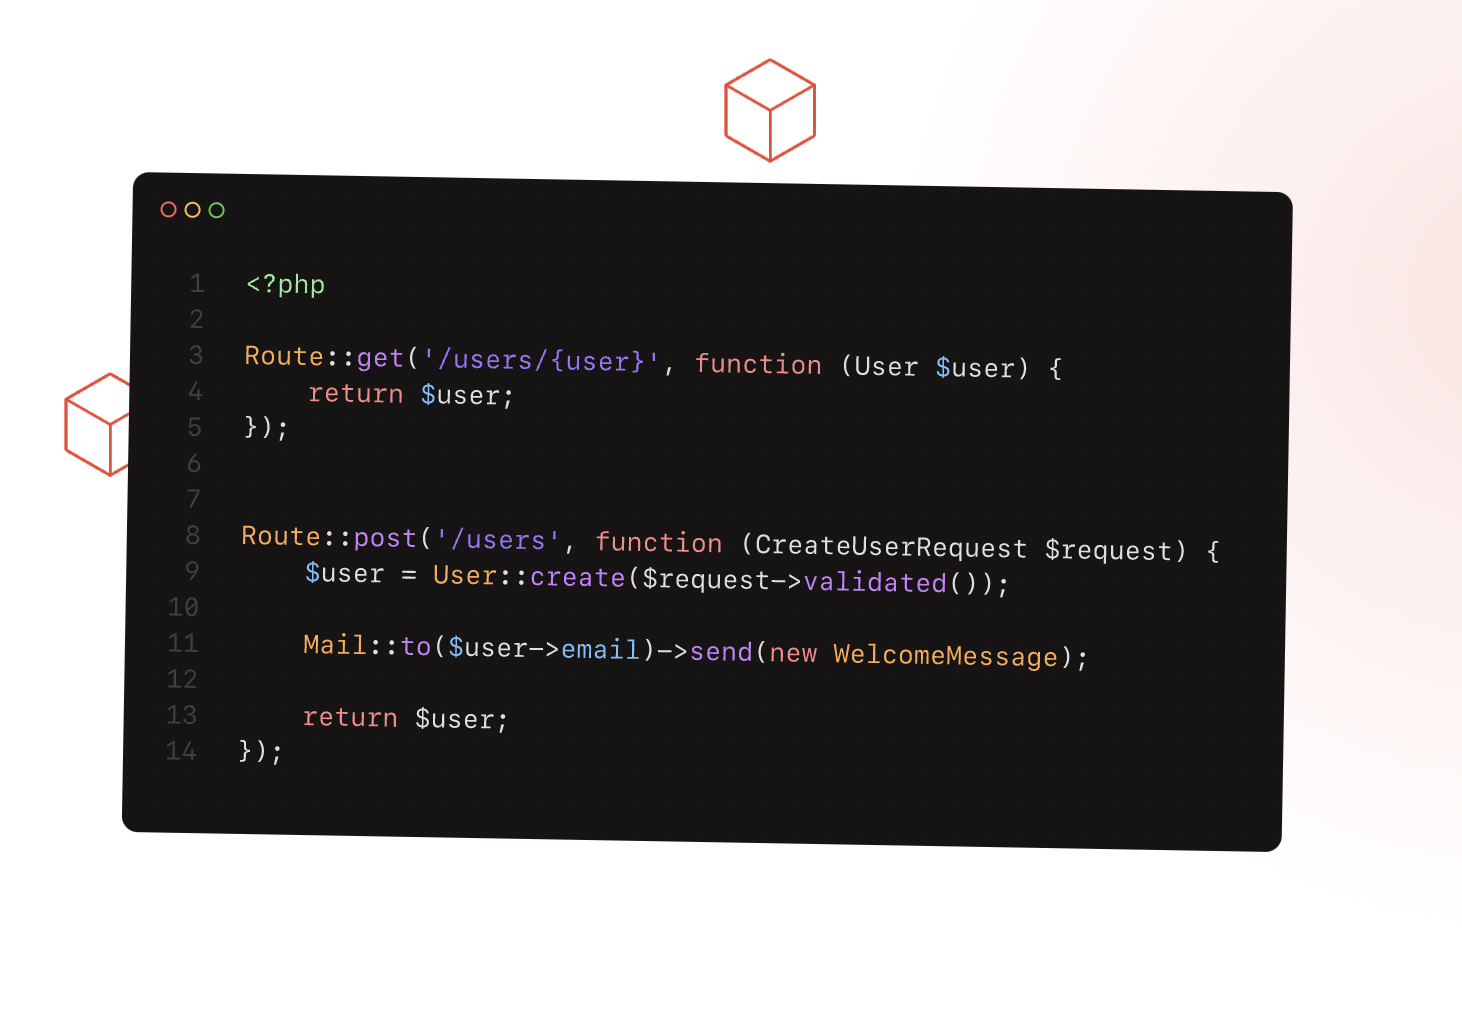 1 <?php
2
3 Route::get('/users/{user}', function (User $user) {
4     return $user;
5 });
6
7
8 Route::post('/users', function (CreateUserRequest $request) {
9     $user = User::create($request->validated());
10
11     Mail::to($user->email)->send(new WelcomeMessage);
12
13     return $user;
14 });